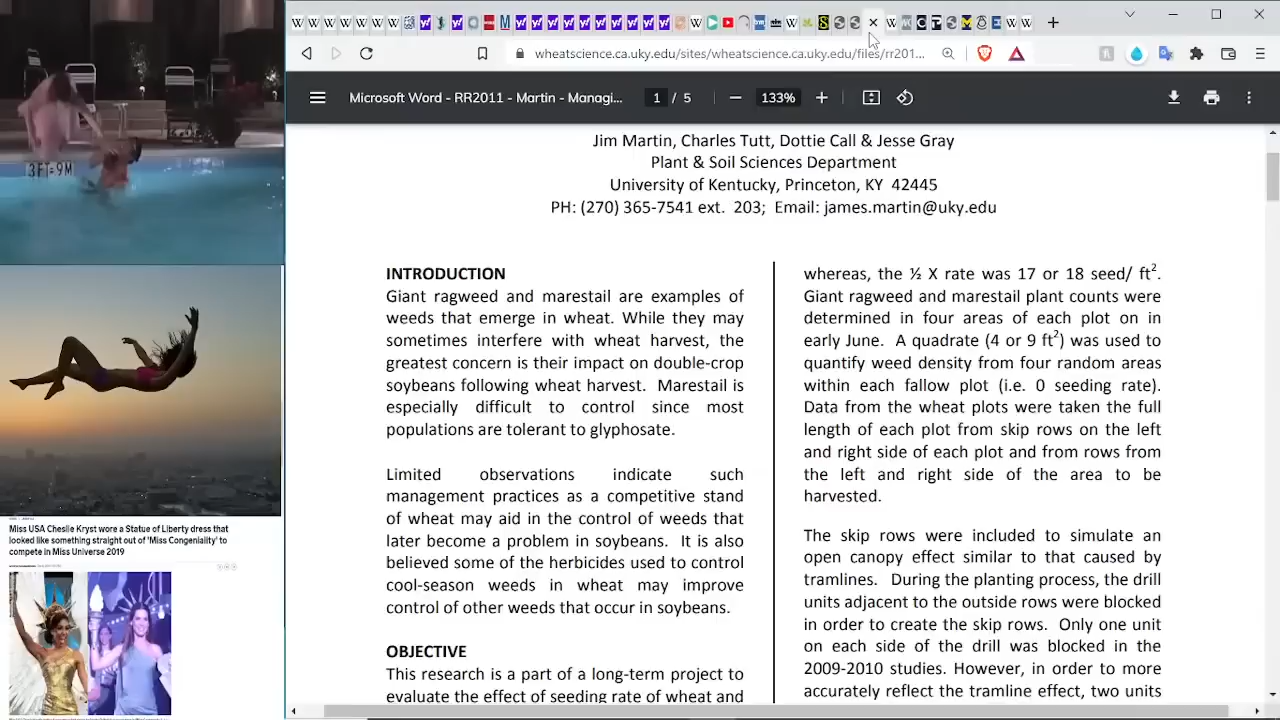 3FT=9M
Miss USA Cheslie Kryst wore a Statue of Liberty dress that
looked like something straight out of 'Miss Congeniality' to
compete in Miss Universe 2019
wheatscience.ca.uky.edu/sites/wheatscience.ca.uky.edu/files/rr201...
Microsoft Word - RR2011 - Martin - Managi...
1 / 5
133%
Jim Martin, Charles Tutt, Dottie Call & Jesse Gray
Plant & Soil Sciences Department
University of Kentucky, Princeton, KY 42445
PH: (270) 365-7541 ext. 203; Email: james.martin@uky.edu
INTRODUCTION
Giant ragweed and marestail are examples of
weeds that emerge in wheat. While they may
sometimes interfere with wheat harvest, the
greatest concern is their impact on double-crop
soybeans following wheat harvest. Marestail is
especially difficult to control since most
populations are tolerant to glyphosate.
Limited observations indicate such
management practices as a competitive stand
of wheat may aid in the control of weeds that
later become a problem in soybeans. It is also
believed some of the herbicides used to control
cool-season weeds in wheat may improve
control of other weeds that occur in soybeans.
OBJECTIVE
This research is a part of a long-term project to
evaluate the effect of seeding rate of wheat and
whereas, the ½ X rate was 17 or 18 seed/ ft².
Giant ragweed and marestail plant counts were
determined in four areas of each plot on in
early June. A quadrate (4 or 9 ft²) was used to
quantify weed density from four random areas
within each fallow plot (i.e. 0 seeding rate).
Data from the wheat plots were taken the full
length of each plot from skip rows on the left
and right side of each plot and from rows from
the left and right side of the area to be
harvested.
The skip rows were included to simulate an
open canopy effect similar to that caused by
tramlines. During the planting process, the drill
units adjacent to the outside rows were blocked
in order to create the skip rows. Only one unit
on each side of the drill was blocked in the
2009-2010 studies. However, in order to more
accurately reflect the tramline effect, two units